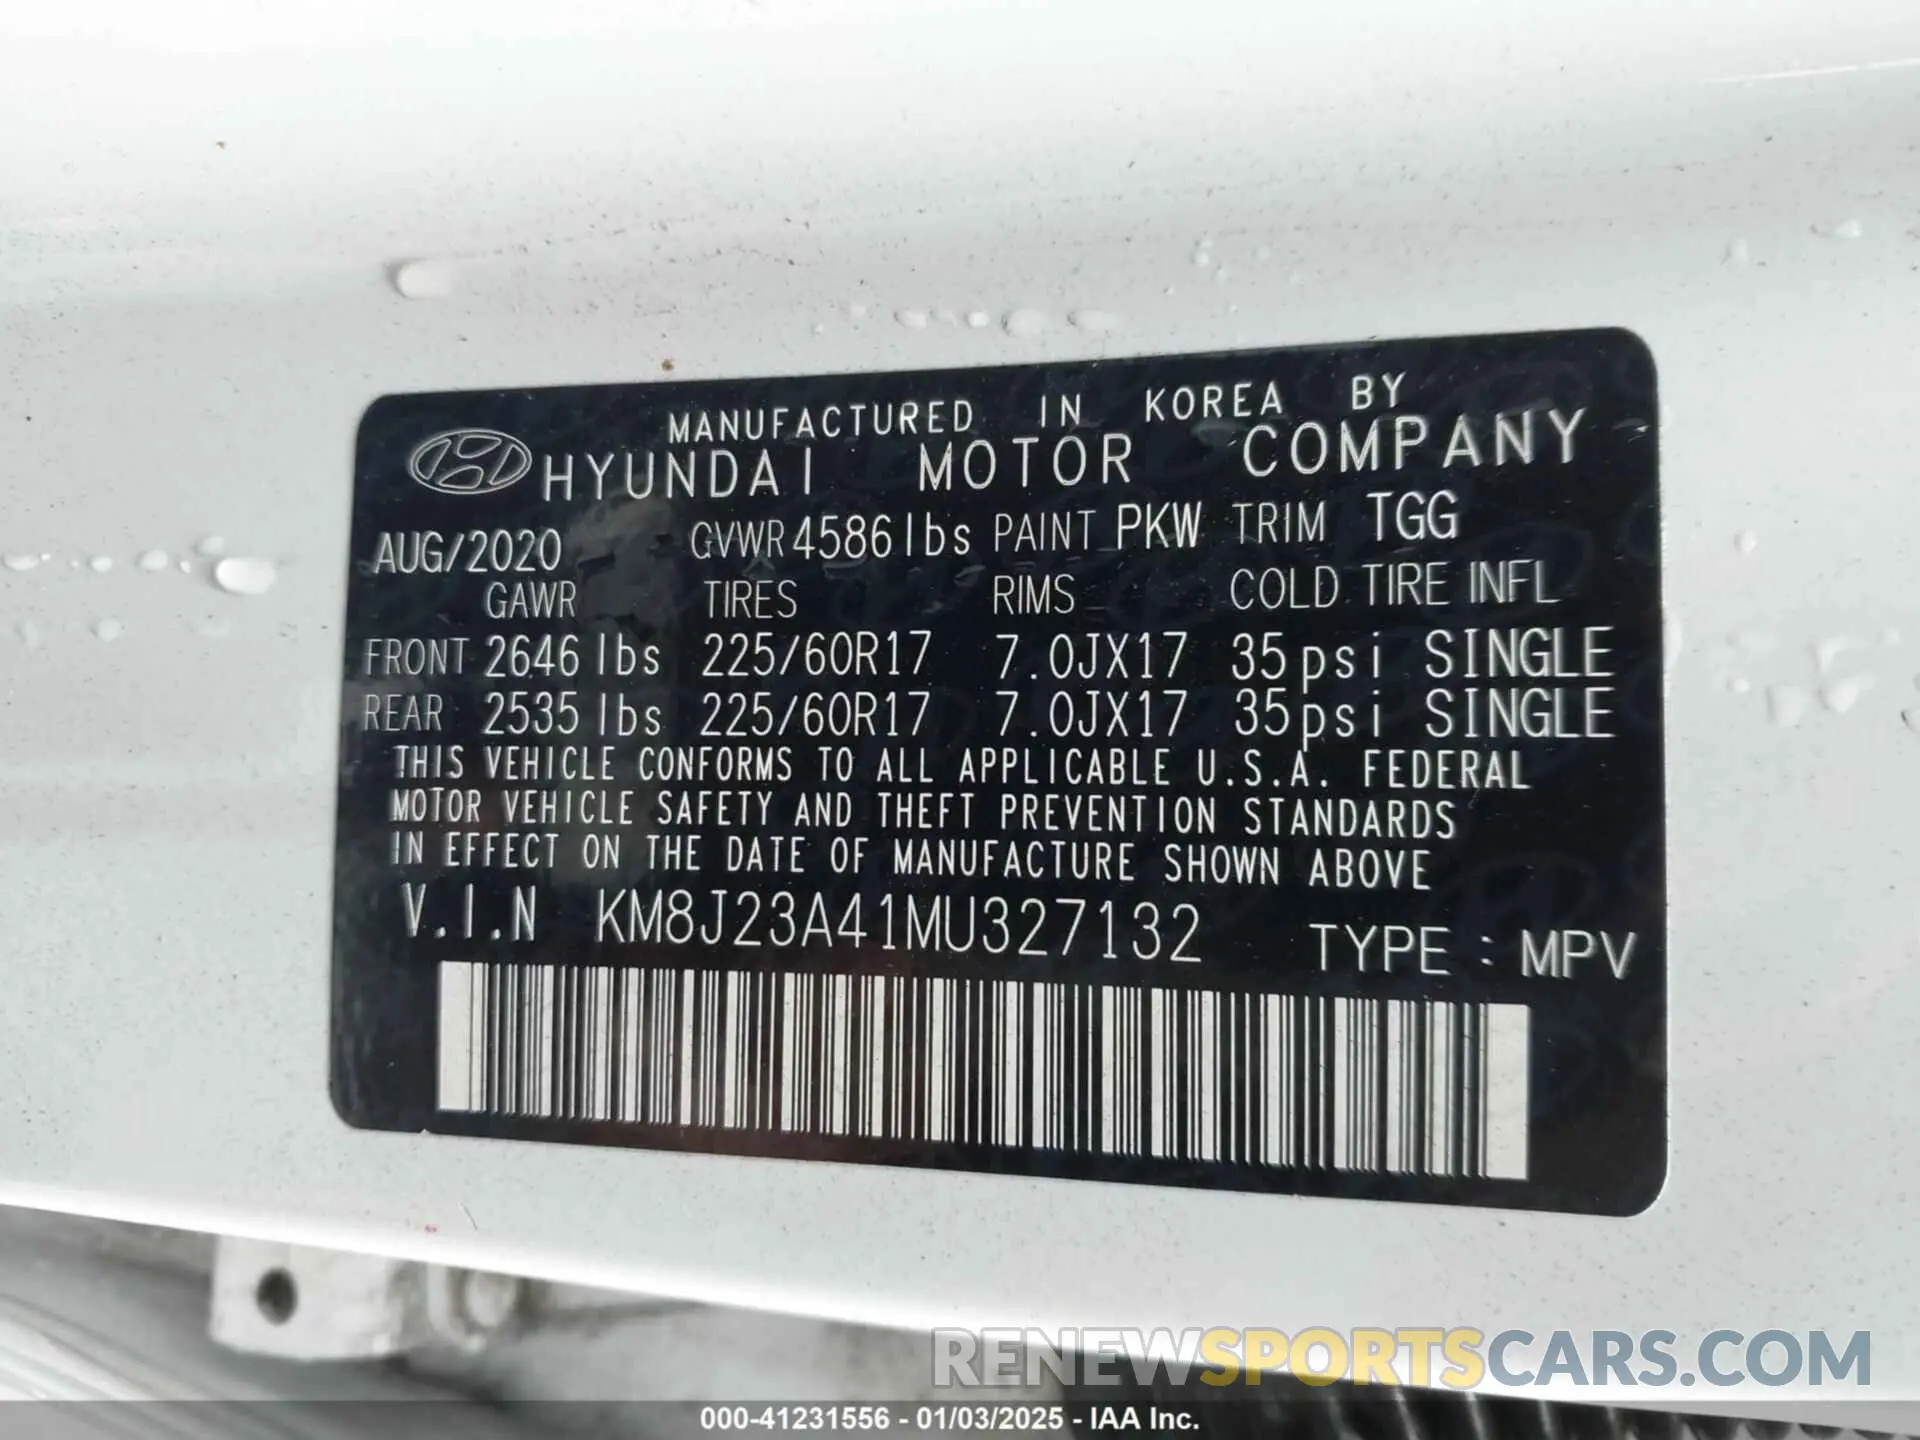 MANUFACTURED IN KOREA BY
HYUNDAI MOTOR COMPANY
AUG/2020 GVWR 4586 lbs PAINT PKW TRIM TGG
GAWR TIRES RIMS COLD TIRE INFL
FRONT 2646 lbs 225/60R17 7.0JX17 35psi SINGLE
REAR 2535 lbs 225/60R17 7.0JX17 35psi SINGLE
THIS VEHICLE CONFORMS TO ALL APPLICABLE U.S.A. FEDERAL
MOTOR VEHICLE SAFETY AND THEFT PREVENTION STANDARDS
IN EFFECT ON THE DATE OF MANUFACTURE SHOWN ABOVE
V.I.N KM8J23A41MU327132 TYPE : MPV
RENEWSPORTSCARS.COM
000-41231556 - 01/03/2025 - IAA Inc.